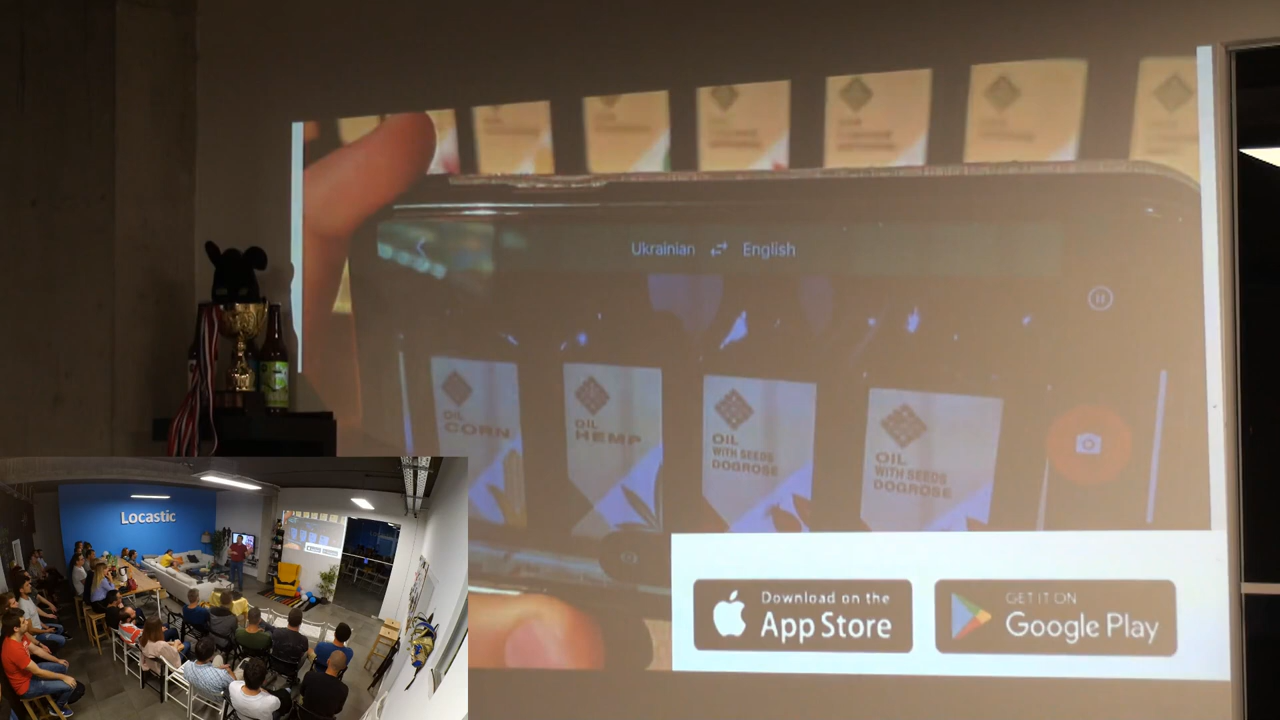 Ukrainian English
OIL
CORN
OIL
HEMP
OIL
WITH SEEDS
DOGROSE
OIL
WITH SEEDS
DOGROSE
Download on the
App Store
GET IT ON
Google Play
Locastic